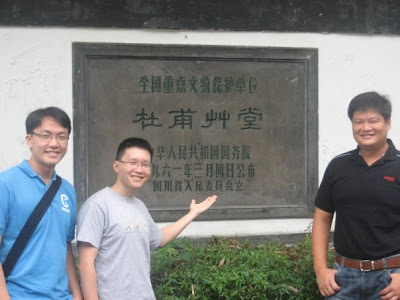 全国重点文物保护单位
杜甫艸堂
华人民共和国国务院
九六一年三月四日公布
四川省人民委员会立